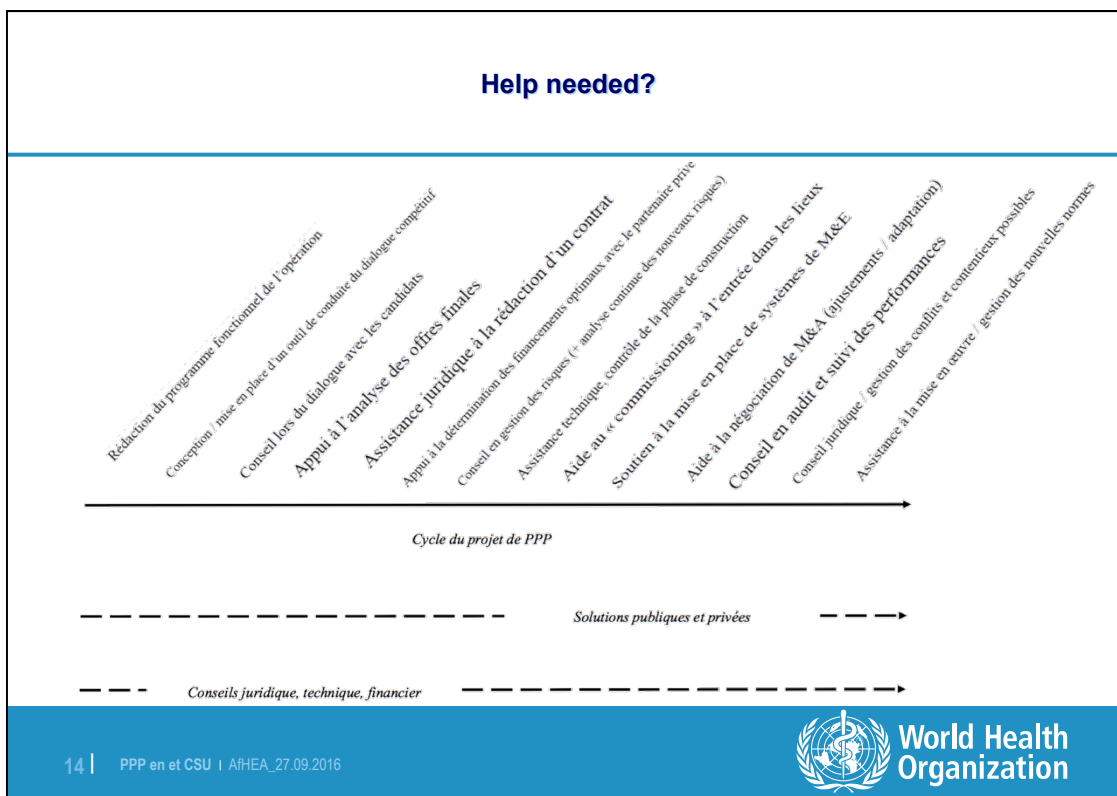 Help needed?
Rédaction du programme fonctionnel de l'opération
Conception / mise en place d'un outil de conduite du dialogue compétitif
Conseil lors du dialogue avec les candidats
Appui à l'analyse des offres finales
Assistance juridique à la rédaction d'un contrat
Appui à la détermination des financements optimaux avec le partenaire prive
Conseil en gestion des risques (+ analyse continue des nouveaux risques)
Assistance technique, contrôle de la phase de construction
Aide au « commissioning » à l'entrée dans les lieux
Soutien à la mise en place de systèmes de M&E
Aide à la négociation de M&A (ajustements / adaptation)
Conseil en audit et suivi des performances
Conseil juridique / gestion des conflits et contentieux possibles
Assistance à la mise en œuvre / gestion des nouvelles normes
Cycle du projet de PPP
Solutions publiques et privées
Conseils juridique, technique, financier
14 | PPP en et CSU | AfHEA_27.09.2016
World Health
Organization